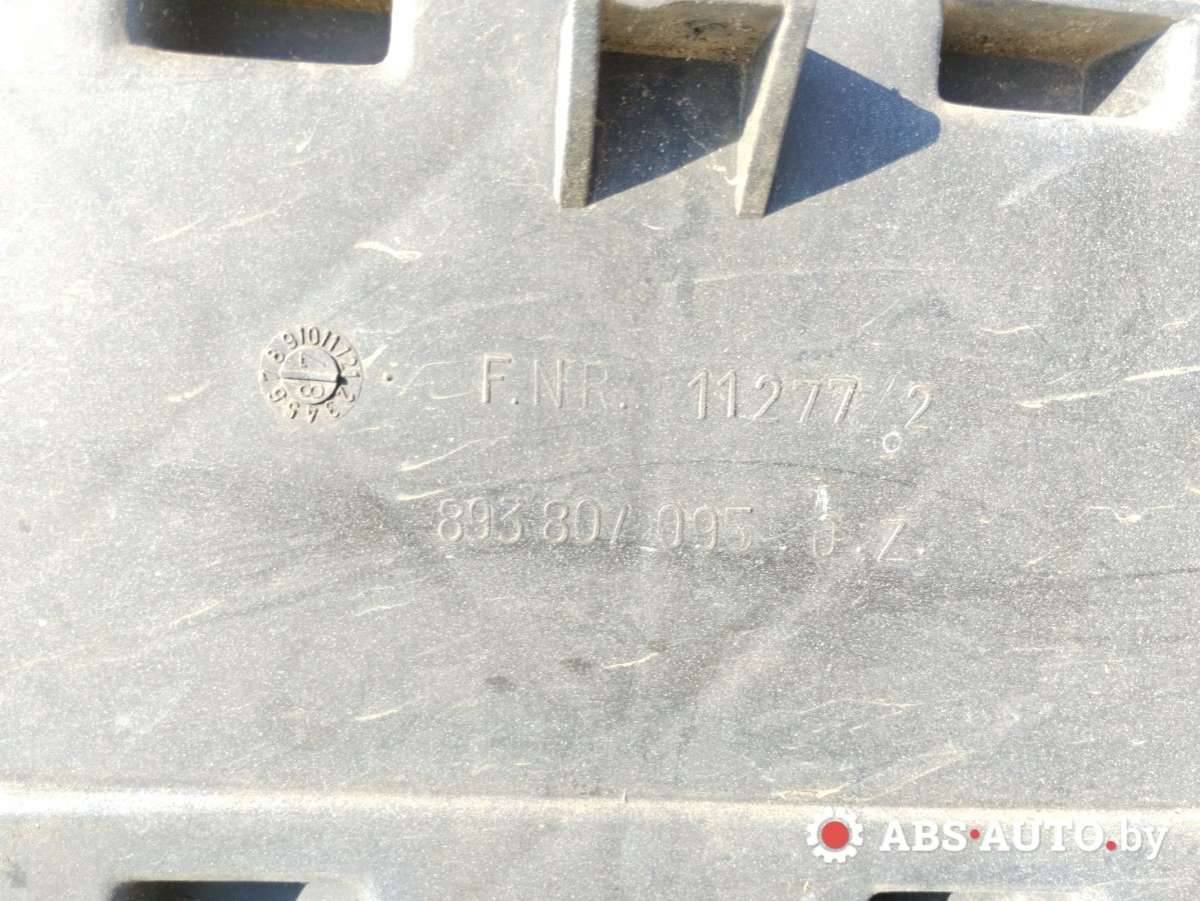 F.NR. 11277/2
893 807 095 J.Z.
ABS-AUTO.by